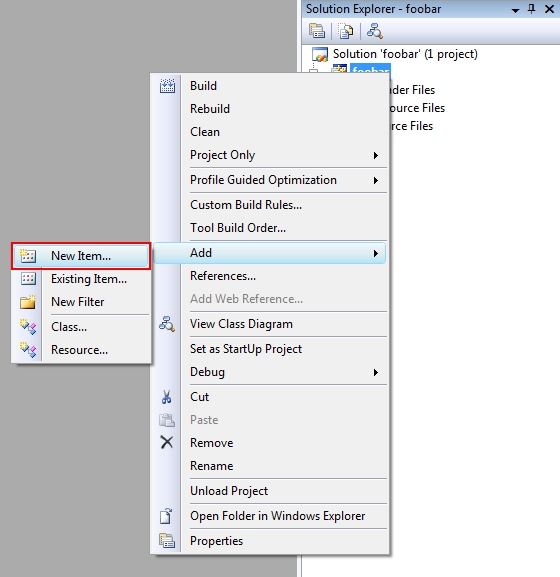 Solution Explorer - foobar
Solution 'foobar' (1 project)
foobar
der Files
ource Files
rce Files
Build
Rebuild
Clean
Project Only
Profile Guided Optimization
Custom Build Rules...
Tool Build Order...
Add
References...
Add Web Reference...
View Class Diagram
Set as StartUp Project
Debug
Cut
Paste
Remove
Rename
Unload Project
Open Folder in Windows Explorer
Properties
New Item...
Existing Item...
New Filter
Class...
Resource...